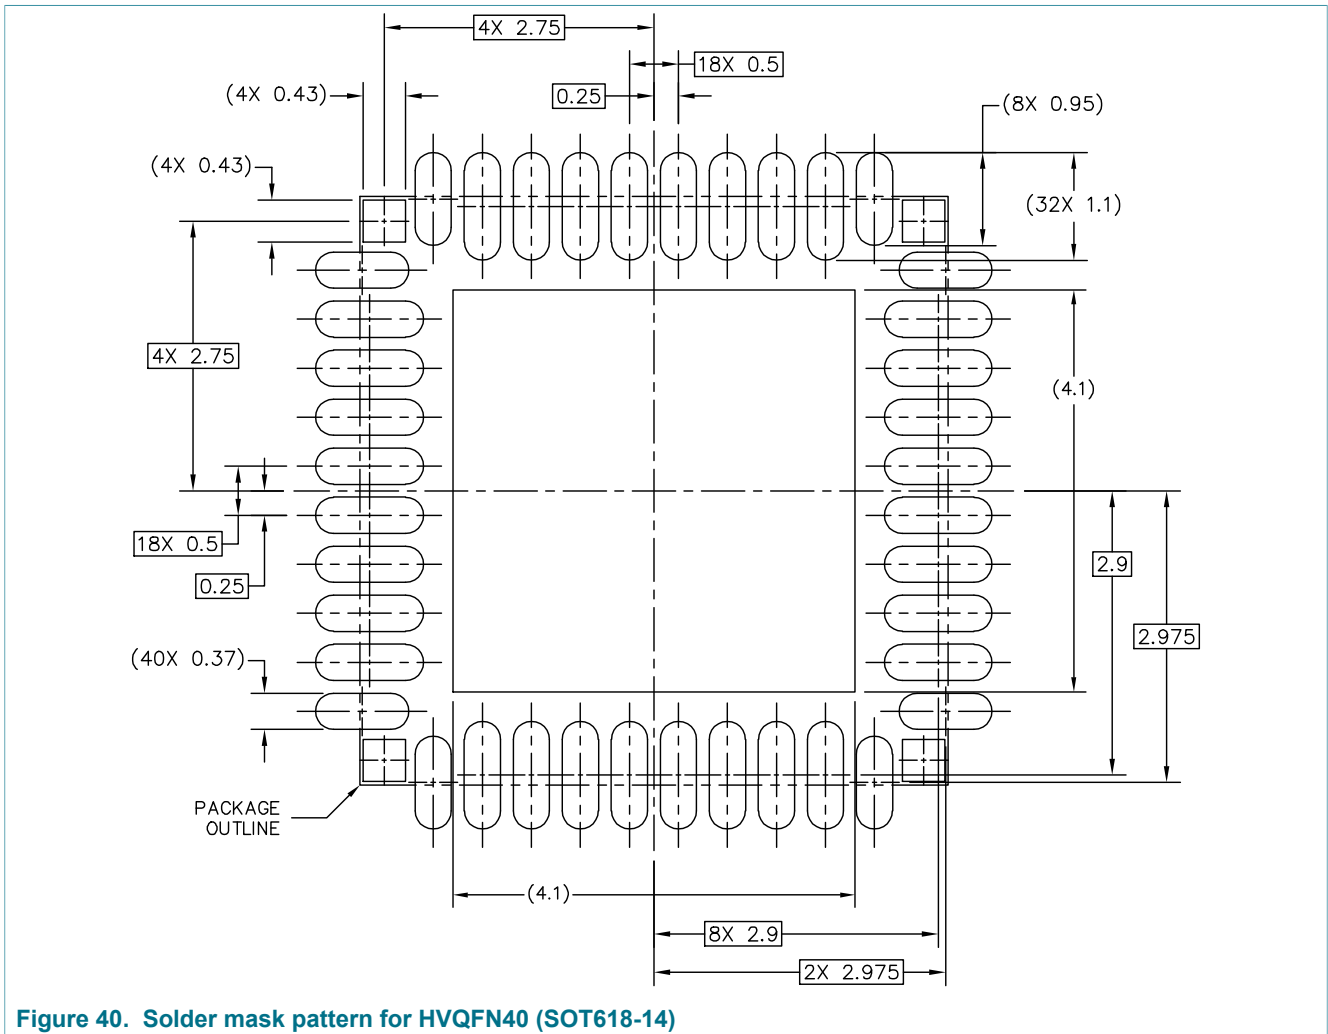 4X 2.75
18X 0.5
(4X 0.43)
0.25
(8X 0.95)
(4X 0.43)
(32X 1.1)
4X 2.75
(4.1)
18X 0.5
2.9
0.25
2.975
(40X 0.37)
PACKAGE
OUTLINE
(4.1)
8X 2.9
2X 2.975
Figure 40. Solder mask pattern for HVQFN40 (SOT618-14)